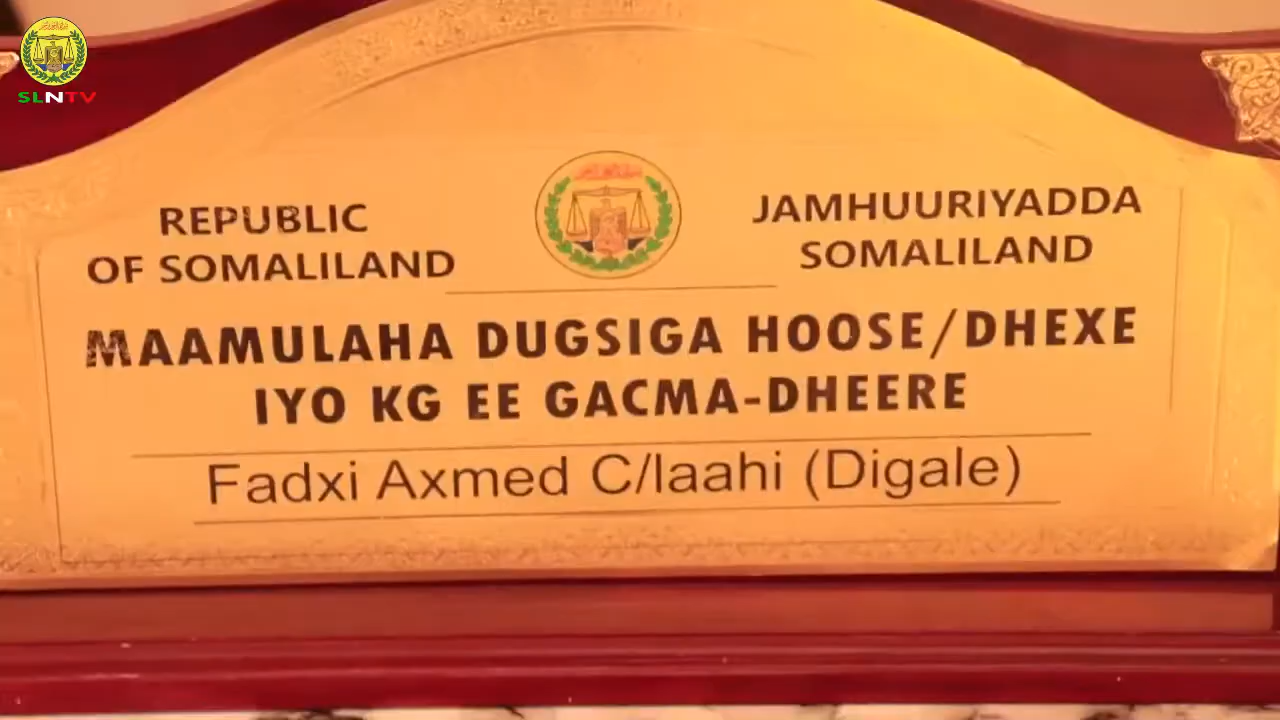 SLNTV
REPUBLIC
OF SOMALILAND
JAMHUURIYADDA
SOMALILAND
MAAMULAHA DUGSIGA HOOSE/DHEXE
IYO KG EE GACMA-DHEERE
Fadxi Axmed C/laahi (Digale)